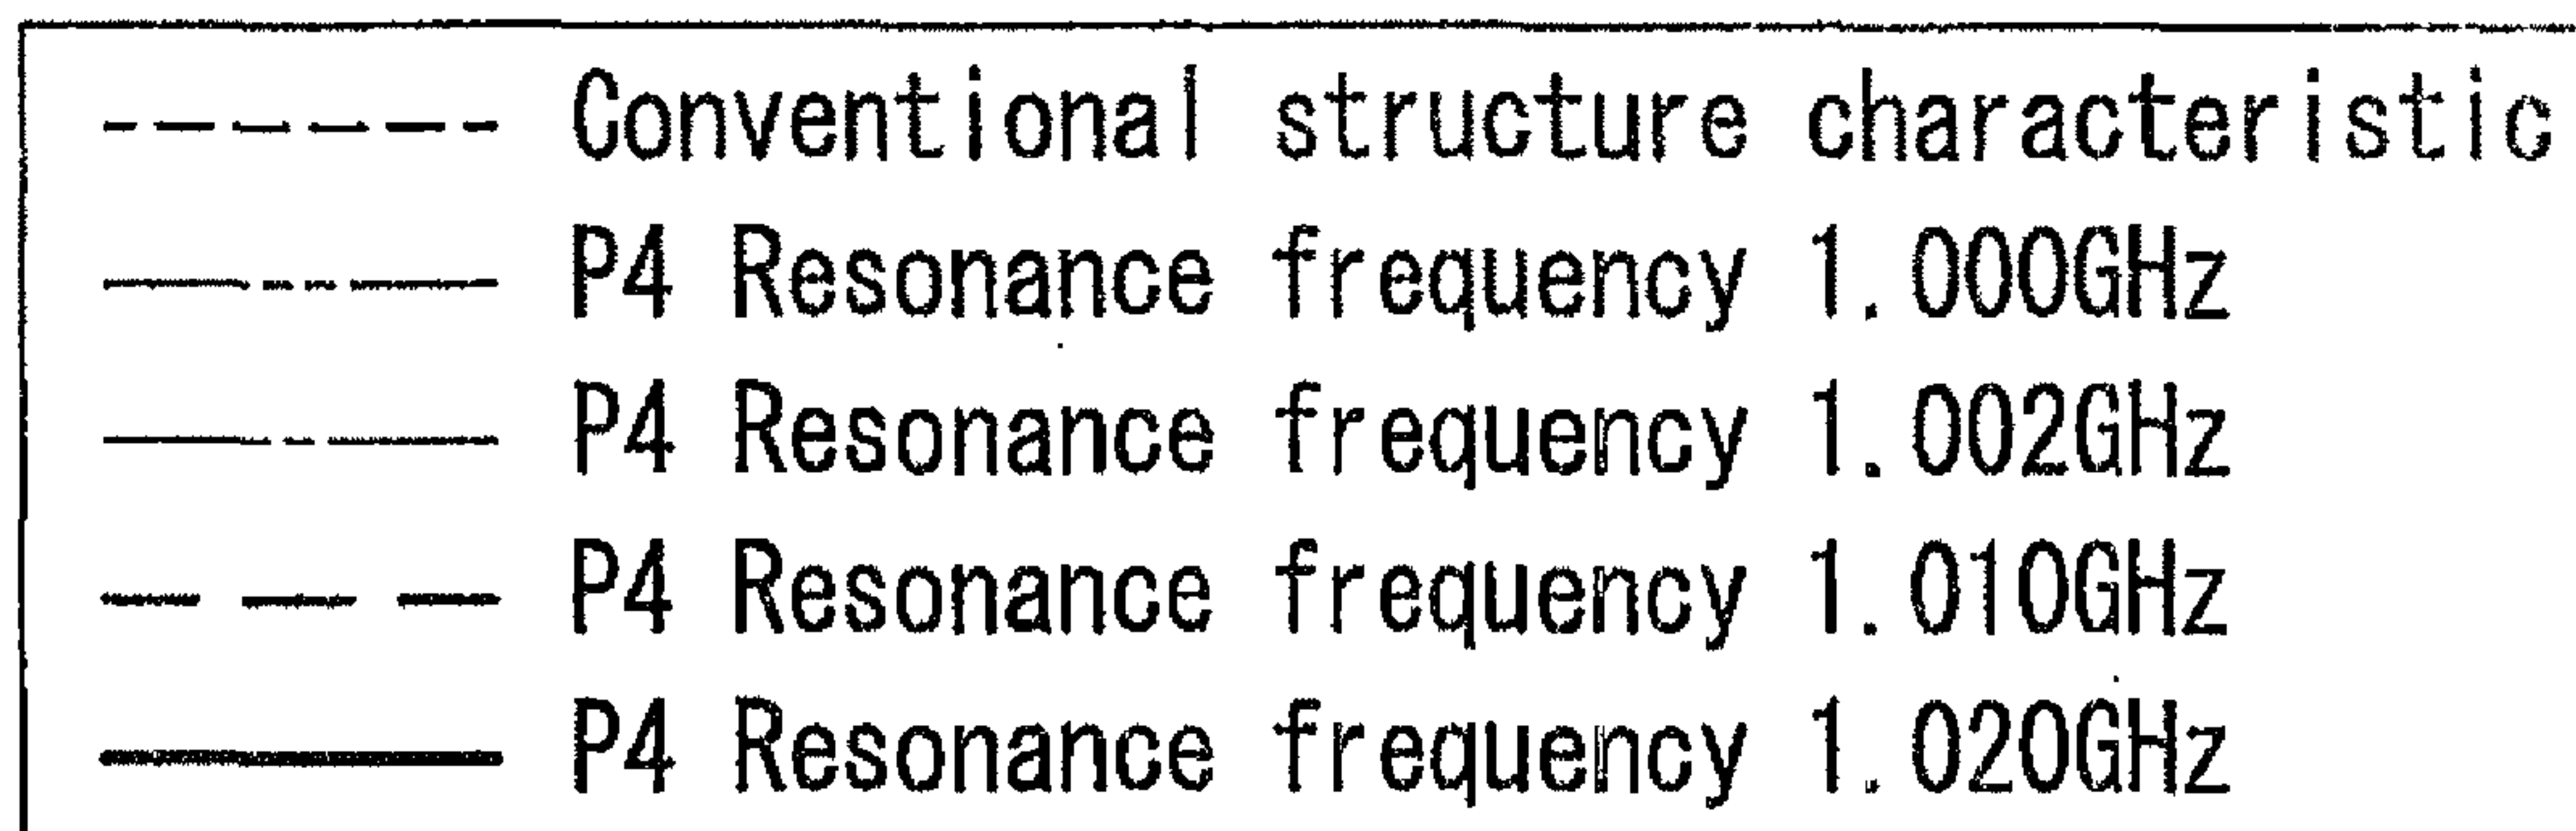 Conventional structure characteristic
P4 Resonance frequency 1.000GHz
P4 Resonance frequency 1.002GHz
P4 Resonance frequency 1.010GHz
P4 Resonance frequency 1.020GHz